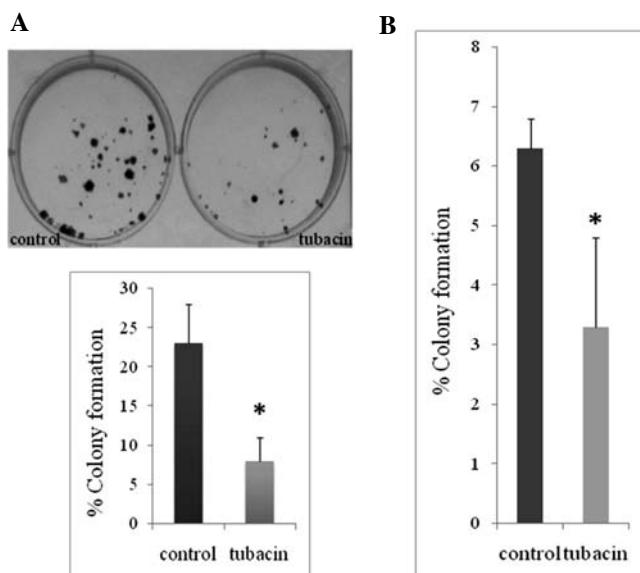 A
control
tubacin
% Colony formation
30
25
20
15
10
5
0
*
control
tubacin
B
% Colony formation
8
7
6
5
4
3
2
1
0
*
control
tubacin